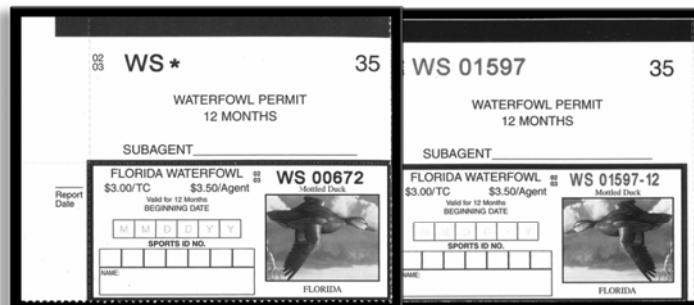 02
03
WS *
35
WATERFOWL PERMIT
12 MONTHS
SUBAGENT
Report
Date
FLORIDA WATERFOWL
02
03
$3.00/TC $3.50/Agent
Valid for 12 Months
BEGINNING DATE
M M D D Y Y
SPORTS ID NO.
NAME:
WS 00672
Mottled Duck
FLORIDA
WS 01597
35
WATERFOWL PERMIT
12 MONTHS
SUBAGENT
FLORIDA WATERFOWL
02
03
$3.00/TC $3.50/Agent
Valid for 12 Months
BEGINNING DATE
SPORTS ID NO.
NAME:
WS 01597-12
Mottled Duck
FLORIDA